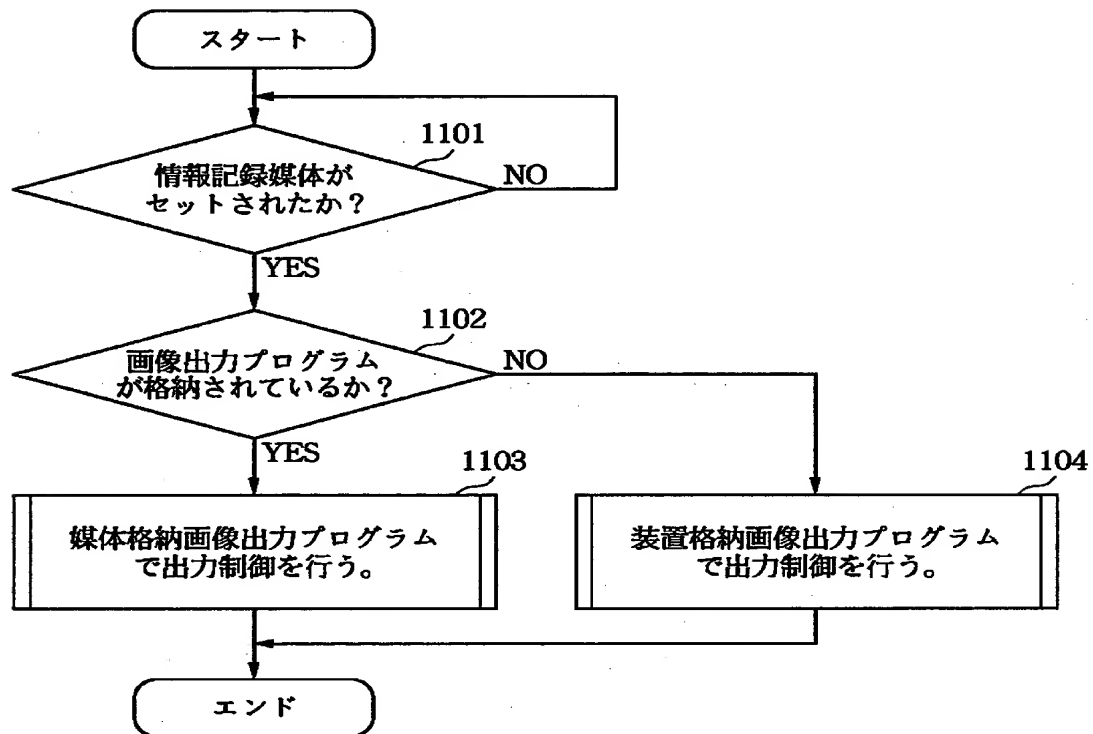 スタート
1101
情報記録媒体が
セットされたか？
NO
YES
1102
画像出力プログラム
が格納されているか？
NO
YES
1103
媒体格納画像出力プログラム
で出力制御を行う。
1104
装置格納画像出力プログラム
で出力制御を行う。
エンド